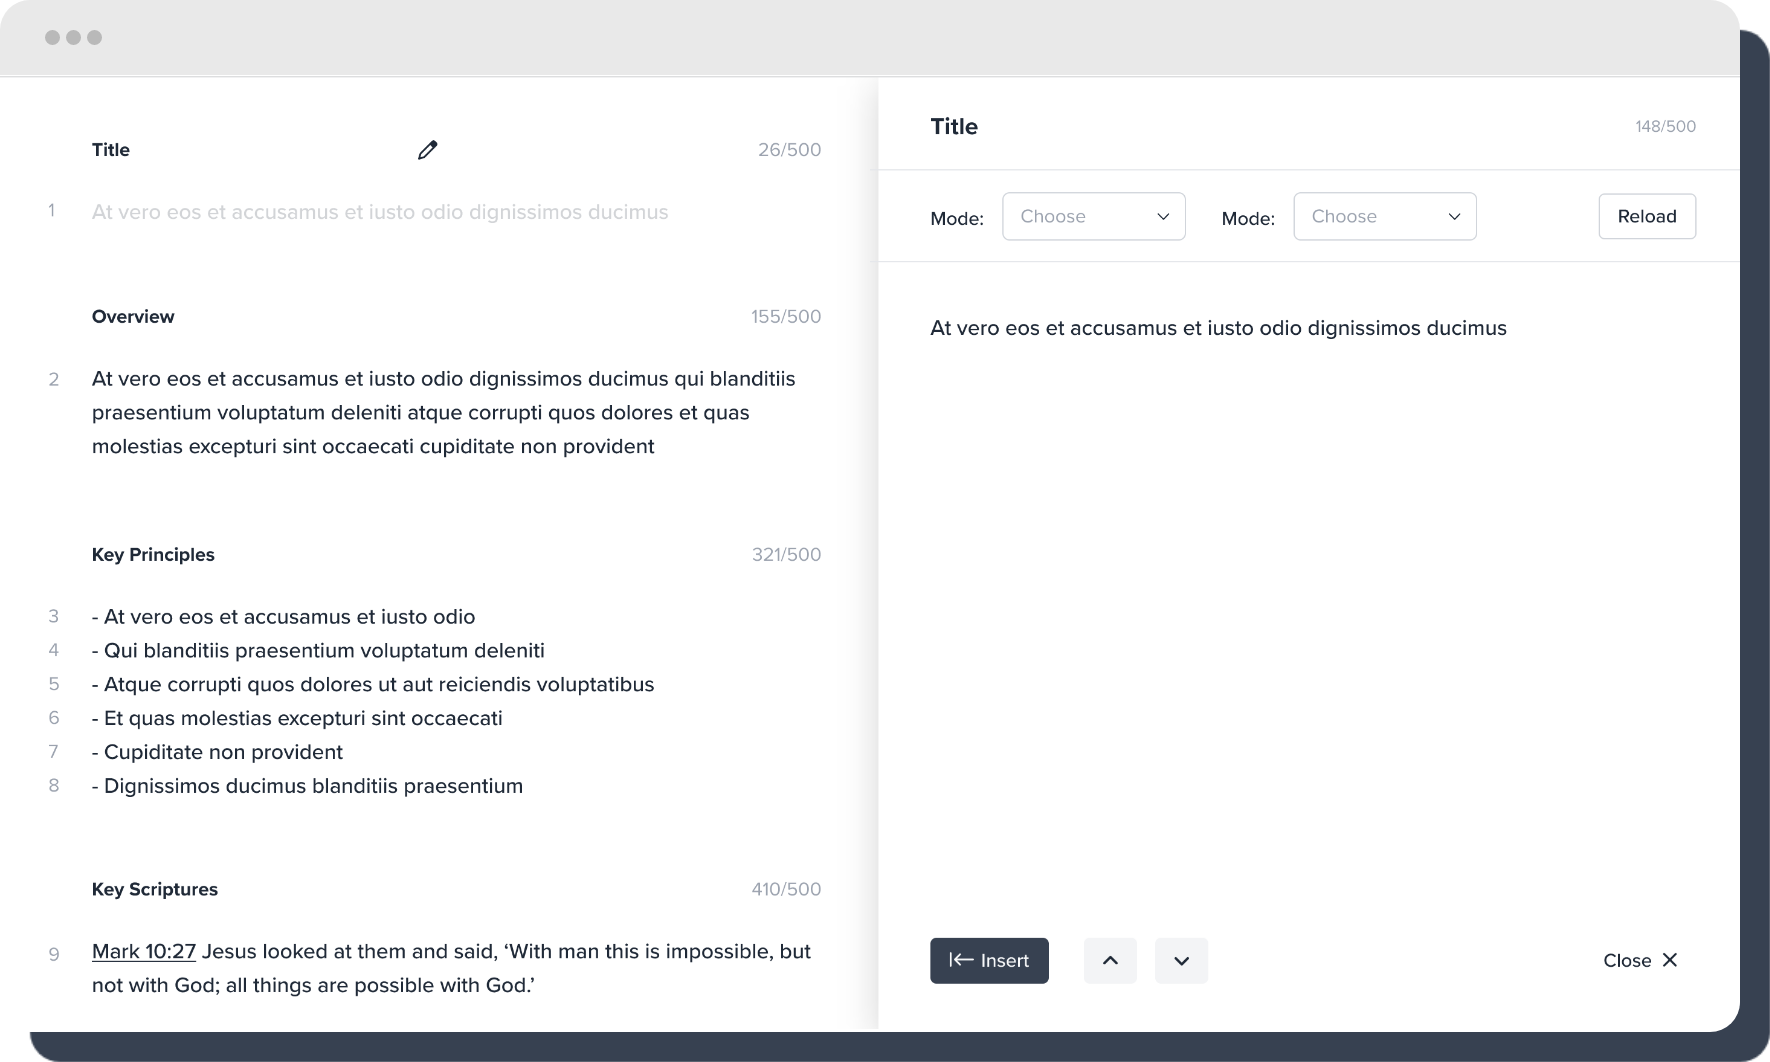 Title 26/500
1 At vero eos et accusamus et iusto odio dignissimos ducimus
Overview 155/500
2 At vero eos et accusamus et iusto odio dignissimos ducimus qui blanditiis
praesentium voluptatum deleniti atque corrupti quos dolores et quas
molestias excepturi sint occaecati cupiditate non provident
Key Principles 321/500
3 - At vero eos et accusamus et iusto odio
4 - Qui blanditiis praesentium voluptatum deleniti
5 - Atque corrupti quos dolores ut aut reiciendis voluptatibus
6 - Et quas molestias excepturi sint occaecati
7 - Cupiditate non provident
8 - Dignissimos ducimus blanditiis praesentium
Key Scriptures 410/500
9 Mark 10:27 Jesus looked at them and said, ‘With man this is impossible, but
not with God; all things are possible with God.’
Title 148/500
Mode: Choose Mode: Choose Reload
At vero eos et accusamus et iusto odio dignissimos ducimus
Insert Close